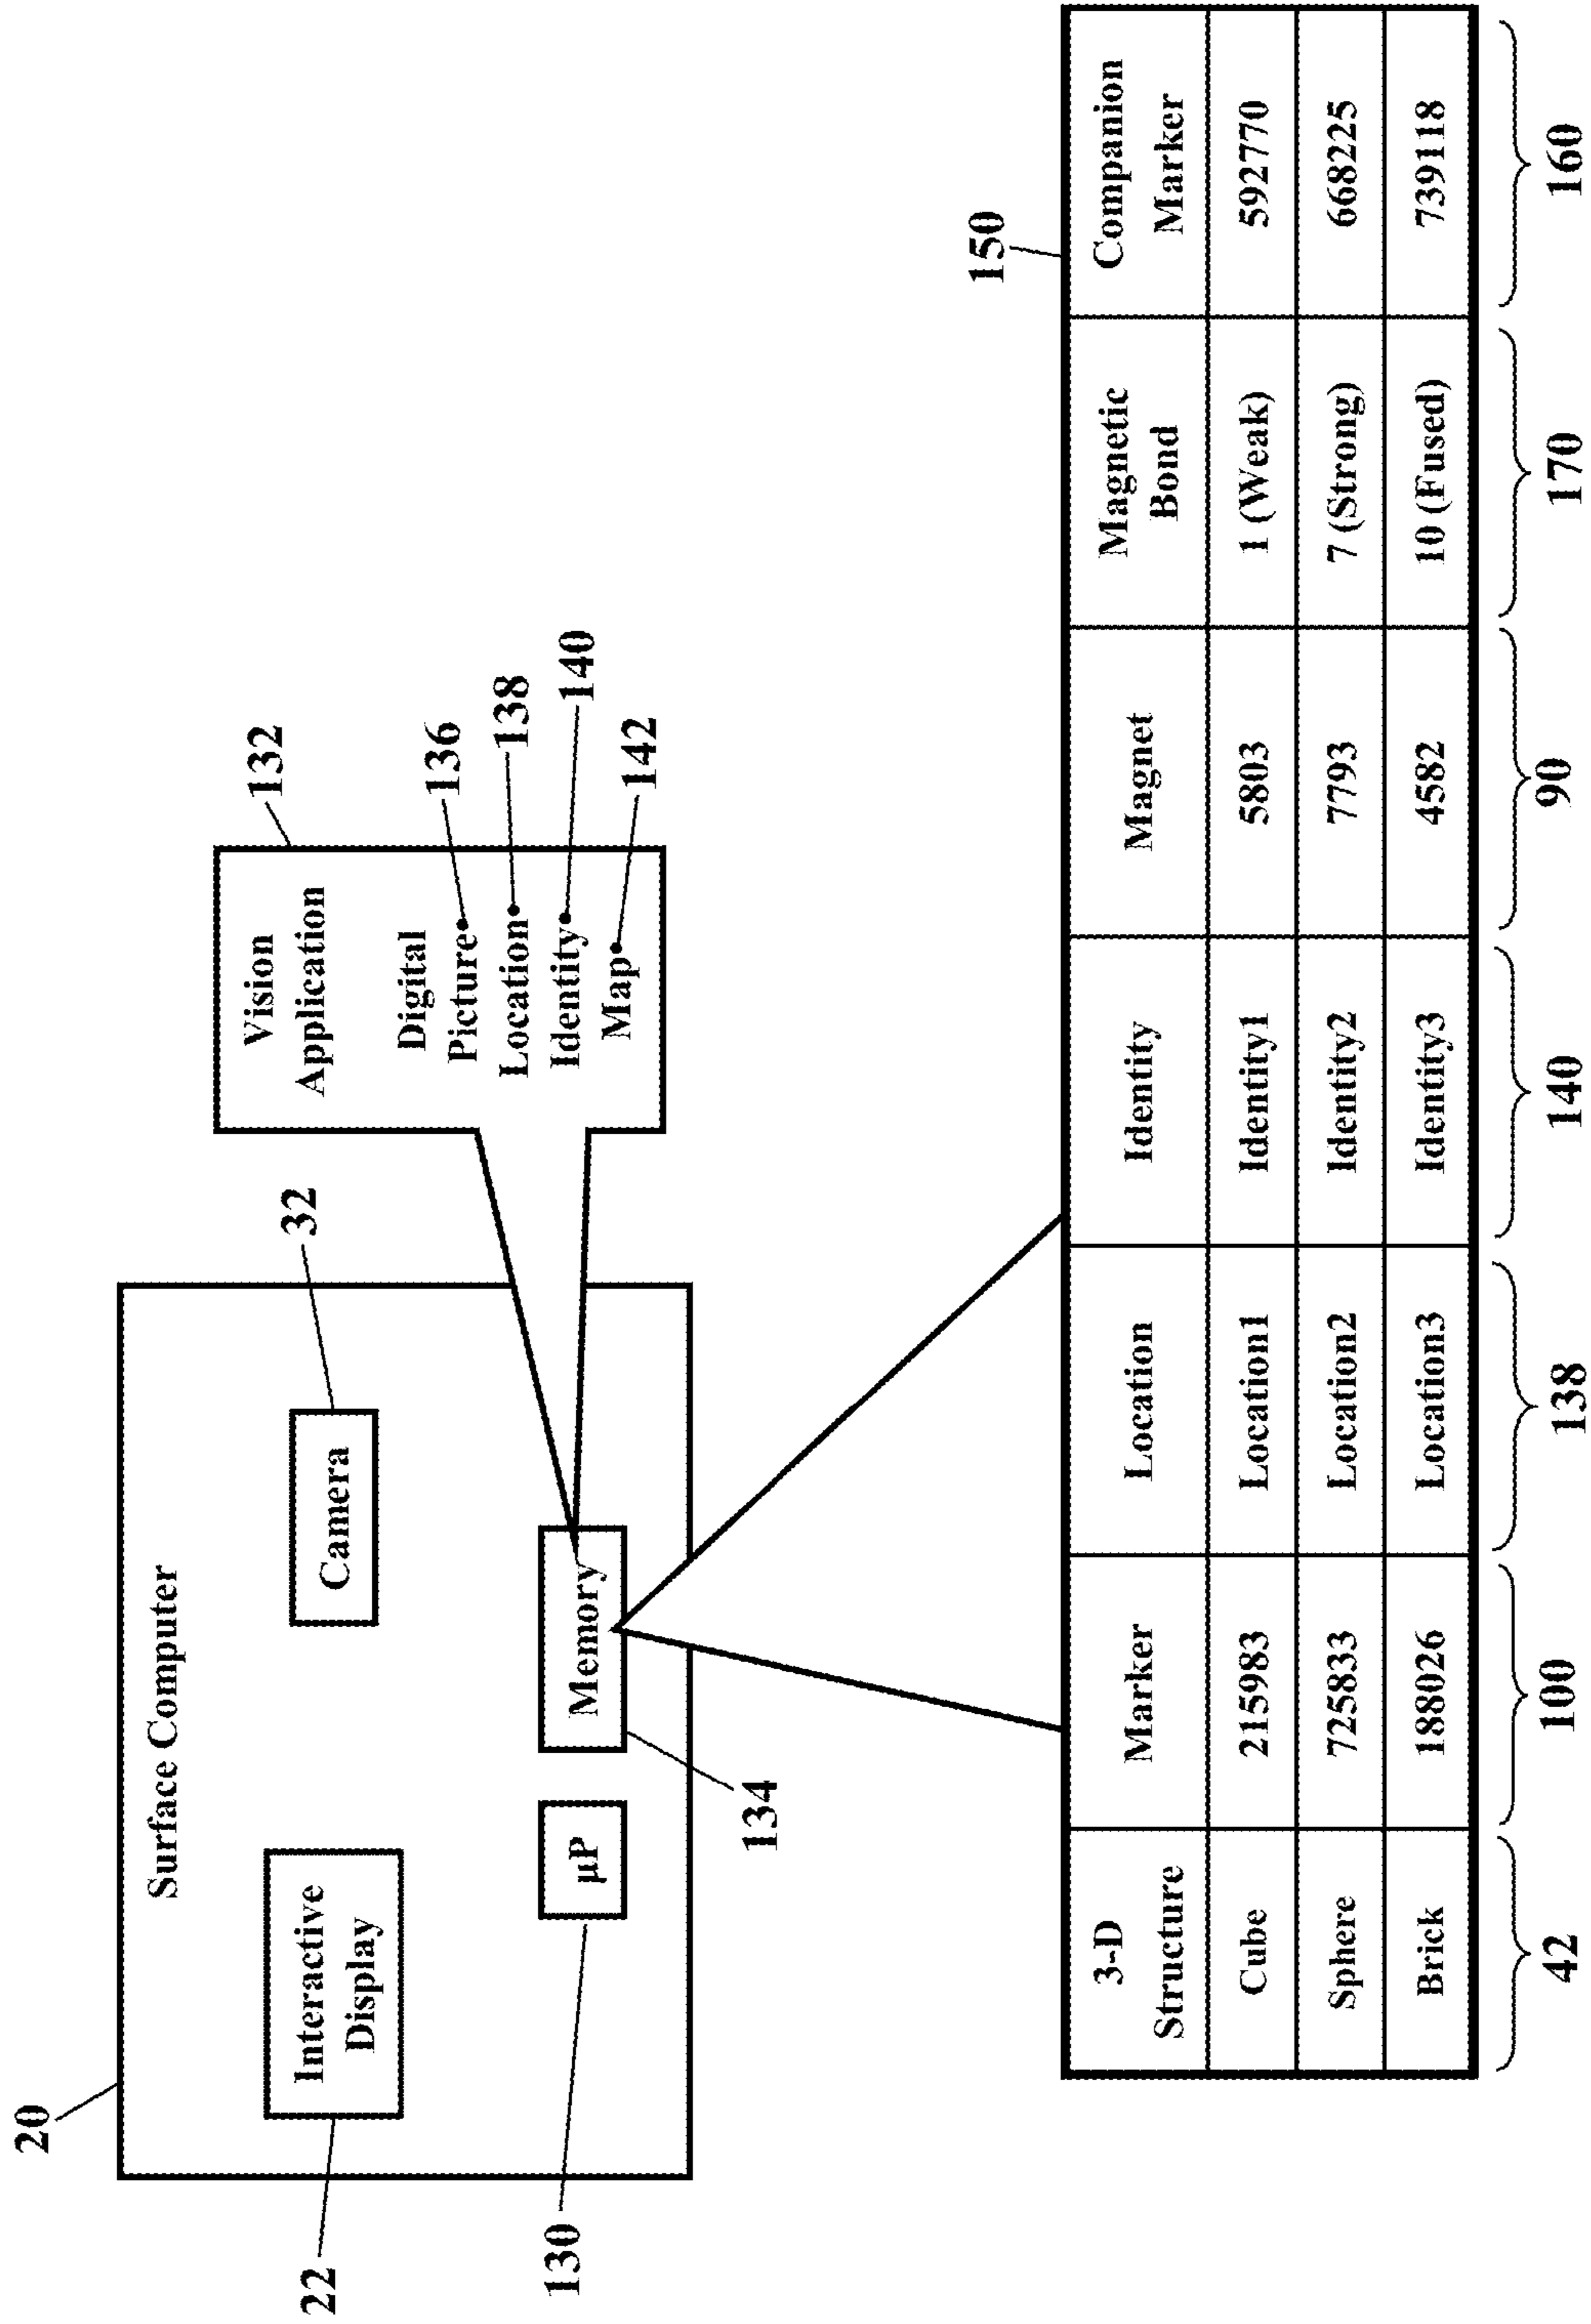 20
Surface Computer
Interactive
Display
22
Camera
32
µP
130
Memory
134
Vision
Application
132
Digital
Picture
136
Location
138
Identity
140
Map
142
150
3-D
Structure
Marker
Location
Identity
Magnet
Magnetic
Bond
Companion
Marker
Cube 215983 Location1 Identity1 5803 1 (Weak) 592770
Sphere 725833 Location2 Identity2 7793 7 (Strong) 668225
Brick 188026 Location3 Identity3 4582 10 (Fused) 739118
42 100 138 140 90 170 160